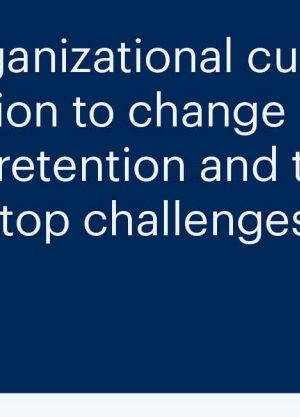 ganizational cu
ion to change
retention and t
top challenges